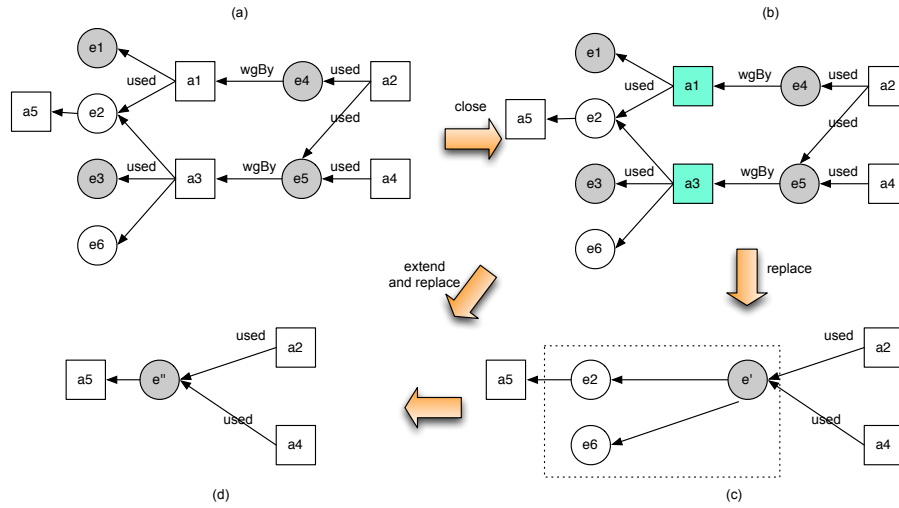 (a)
(b)
e1
used
a1
wgBy
e4
used
a2
a5
e2
used
e3
used
a3
wgBy
e5
used
a4
e6
close
e1
used
a1
wgBy
e4
used
a2
a5
e2
used
e3
used
a3
wgBy
e5
used
a4
e6
extend
and replace
replace
used
a2
a5
e"
used
a4
a5
e2
e'
used
a2
e6
used
a4
(d)
(c)